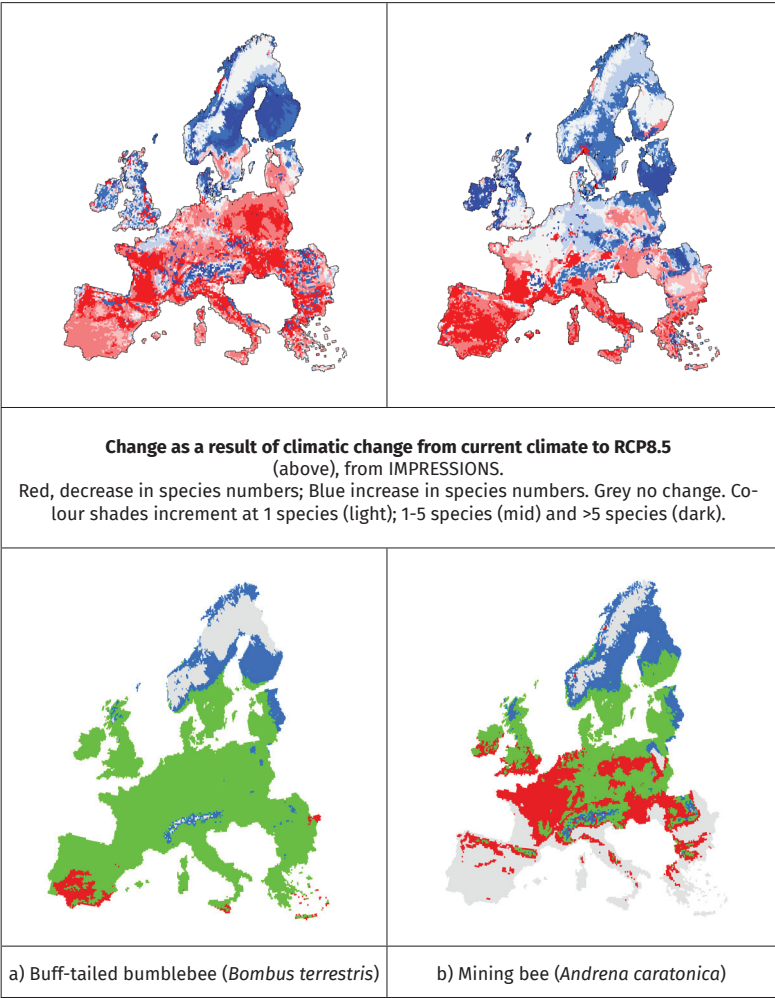 Change as a result of climatic change from current climate to RCP8.5
(above), from IMPRESSIONS.
Red, decrease in species numbers; Blue increase in species numbers. Grey no change. Co-
lour shades increment at 1 species (light); 1-5 species (mid) and >5 species (dark).
a) Buff-tailed bumblebee (Bombus terrestris)
b) Mining bee (Andrena caratonica)